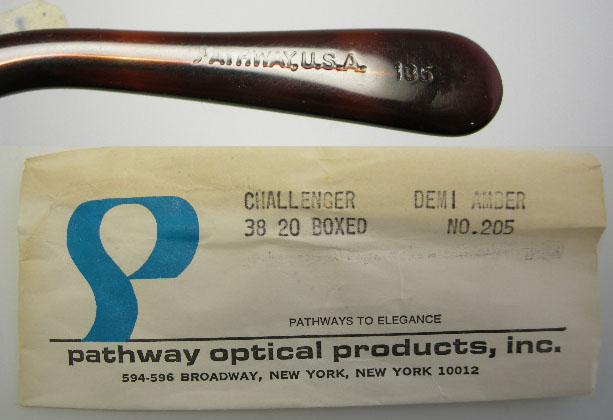 PATHWAY, U.S.A. 135
CHALLENGER DEMI AMBER
38 20 BOXED NO.205
PATHWAYS TO ELEGANCE
pathway optical products, inc.
594-596 BROADWAY, NEW YORK, NEW YORK 10012